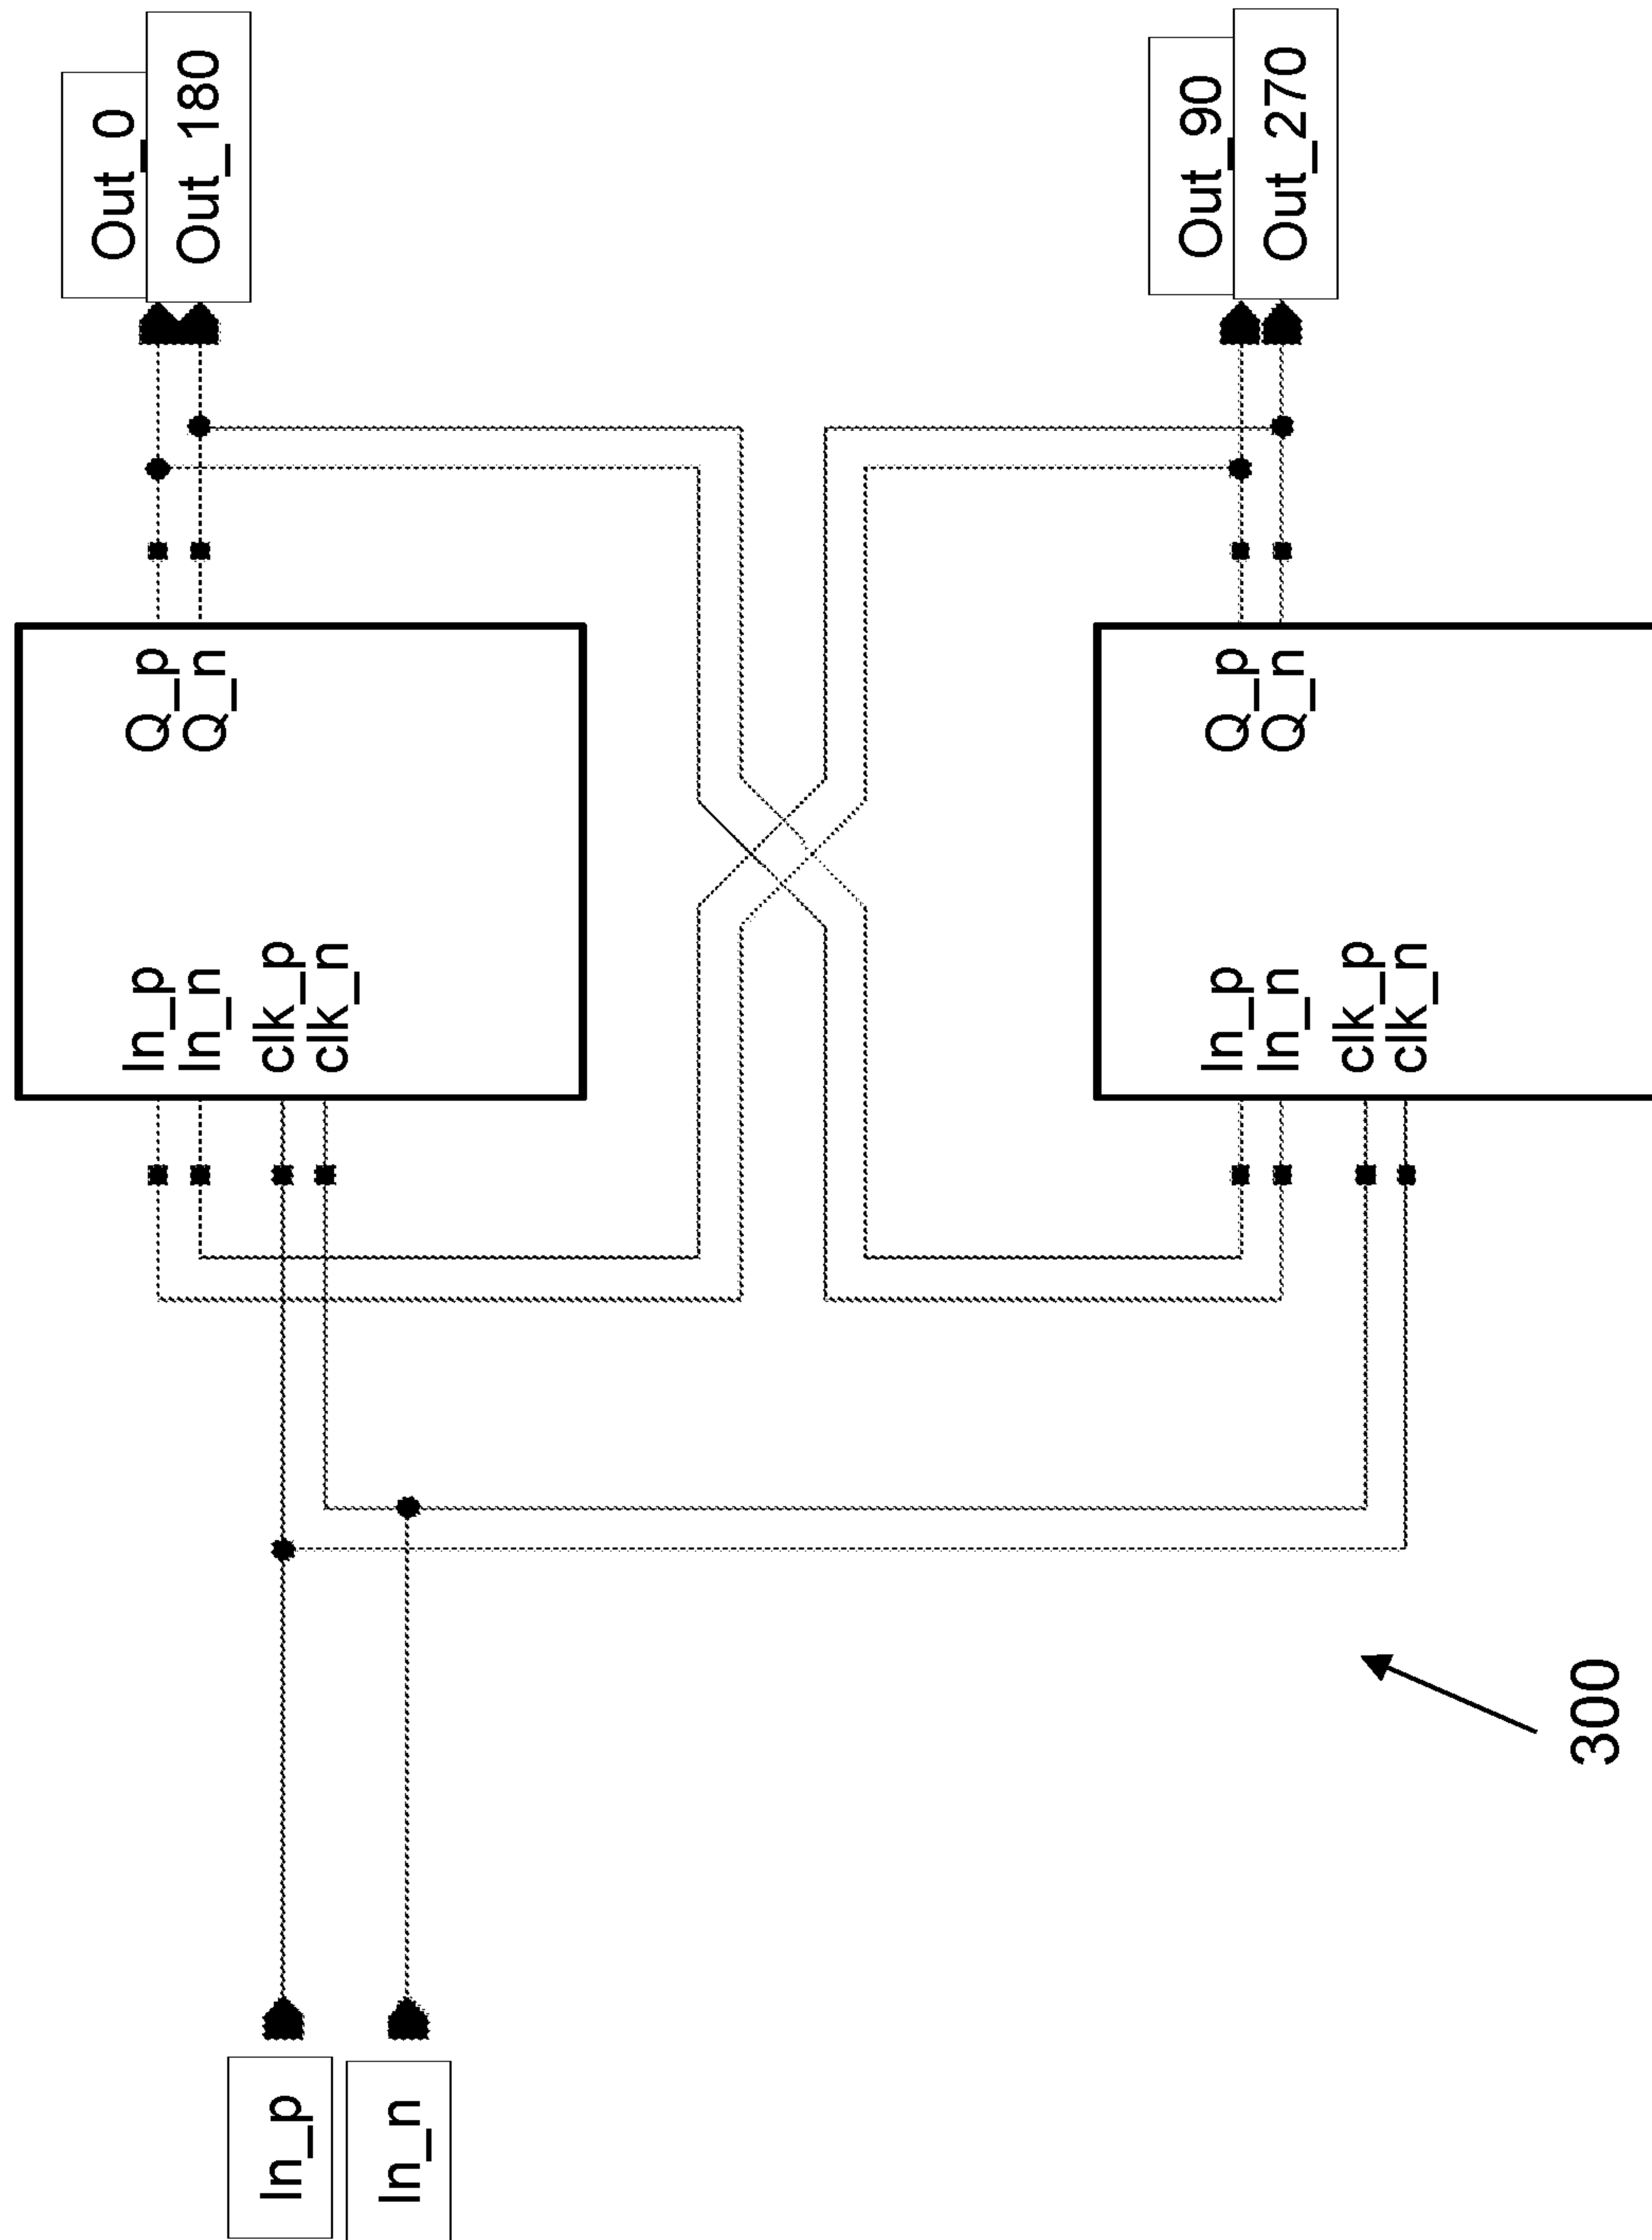 Out_0
Out_180
Q_p
Q_n
In_p
In_n
clk_p
clk_n
In_p
In_n
Out_90
Out_270
Q_p
Q_n
In_p
In_n
clk_p
clk_n
300